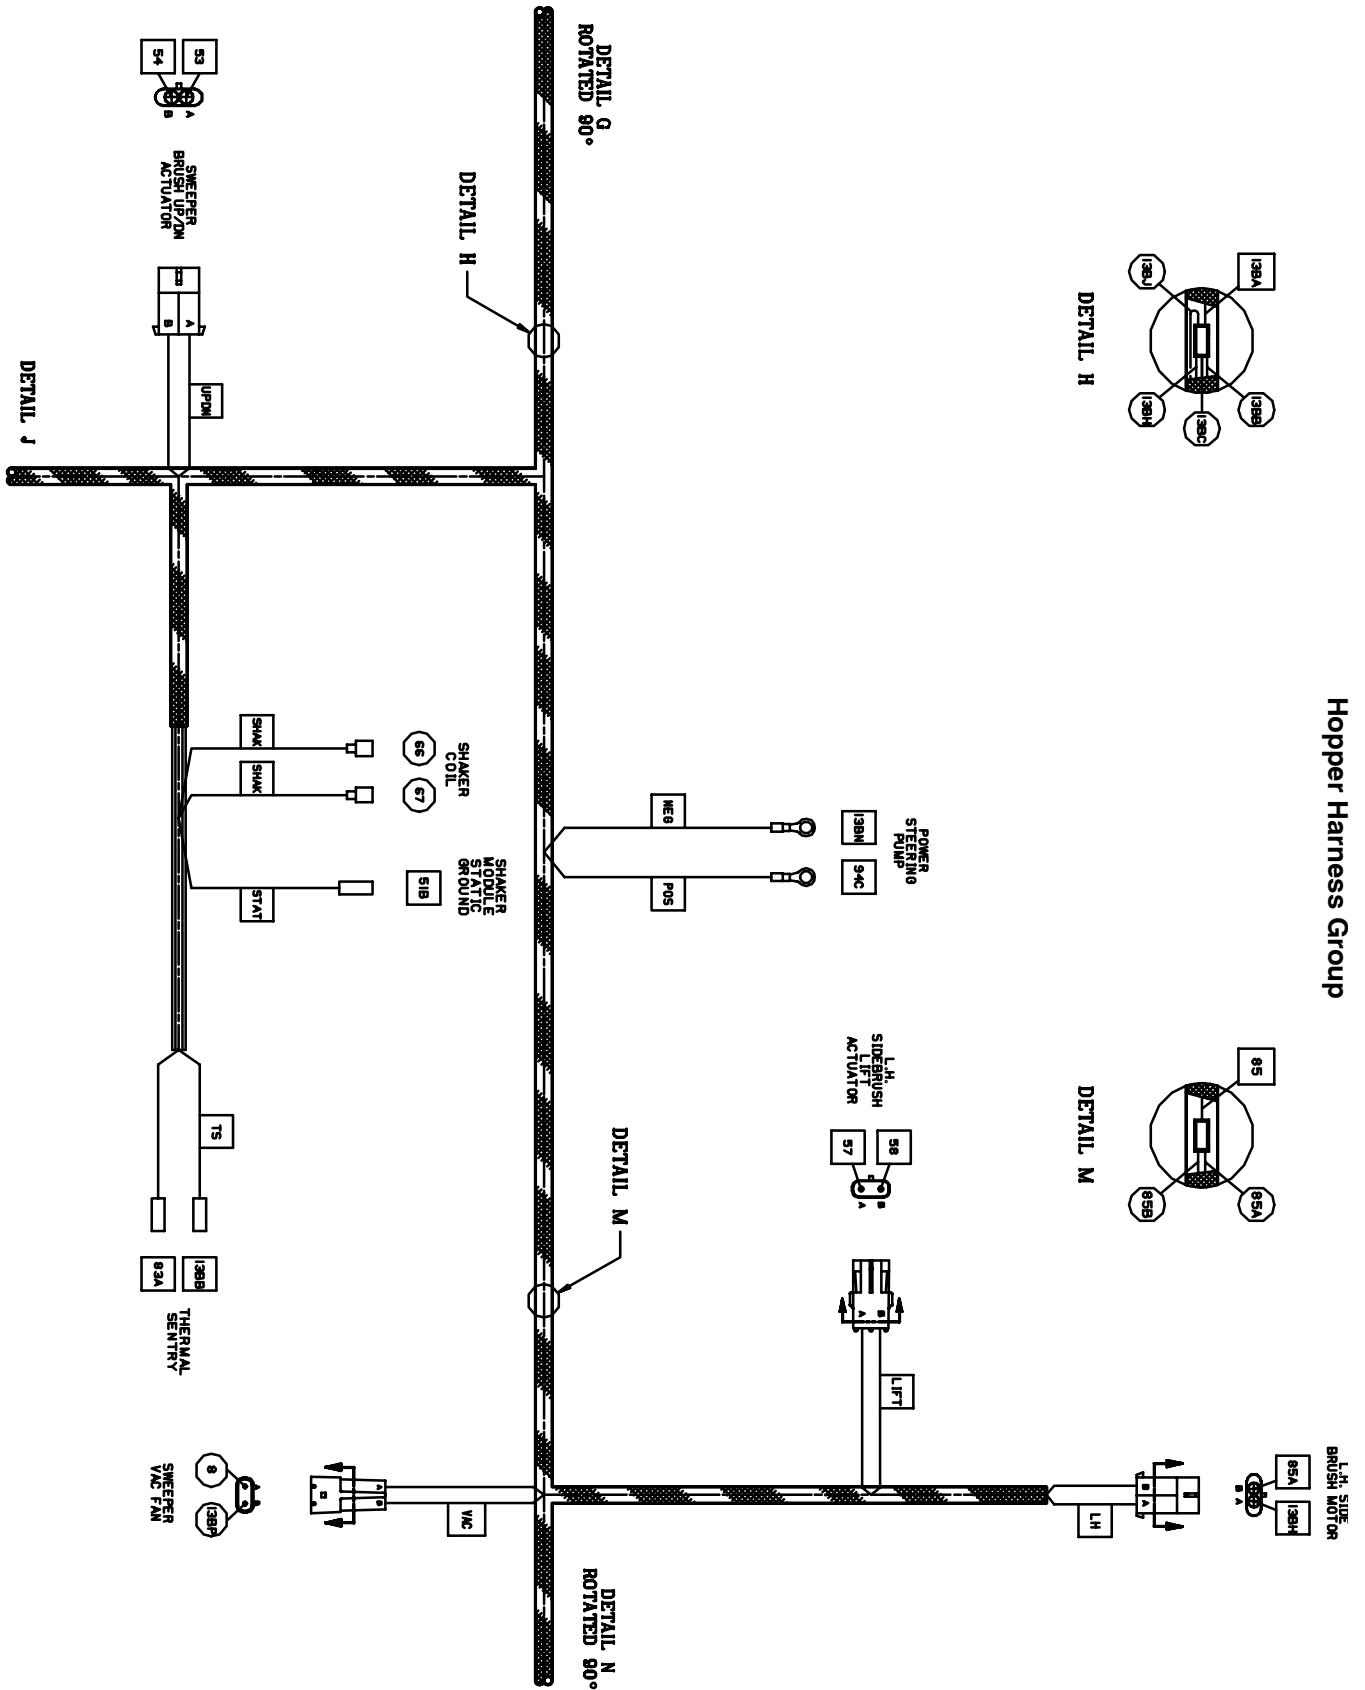 Hopper Harness Group
13BA
13BJ
13BB
13BC
13BH
DETAIL H
85
85A
85B
DETAIL M
L.H. SIDE
BRUSH MOTOR
85A
13BH
B
A
B
A
LH
POWER
STEERING
PUMP
13BN
94C
NEG
POS
L.H.
SIDEBRUSH
LIFT
ACTUATOR
58
57
B
A
B
A
LIFT
DETAIL G
ROTATED 90°
DETAIL H
DETAIL M
DETAIL N
ROTATED 90°
53
54
A
B
SWEEPER
BRUSH UP/DN
ACTUATOR
A
B
UPDN
DETAIL J
SHAKER
COIL
66
67
SHAK
SHAK
SHAKER
MODULE
STATIC
GROUND
51B
STAT
TS
13BB
83A
THERMAL
SENTRY
VAC
A
B
A
B
8
13BP
SWEEPER
VAC FAN